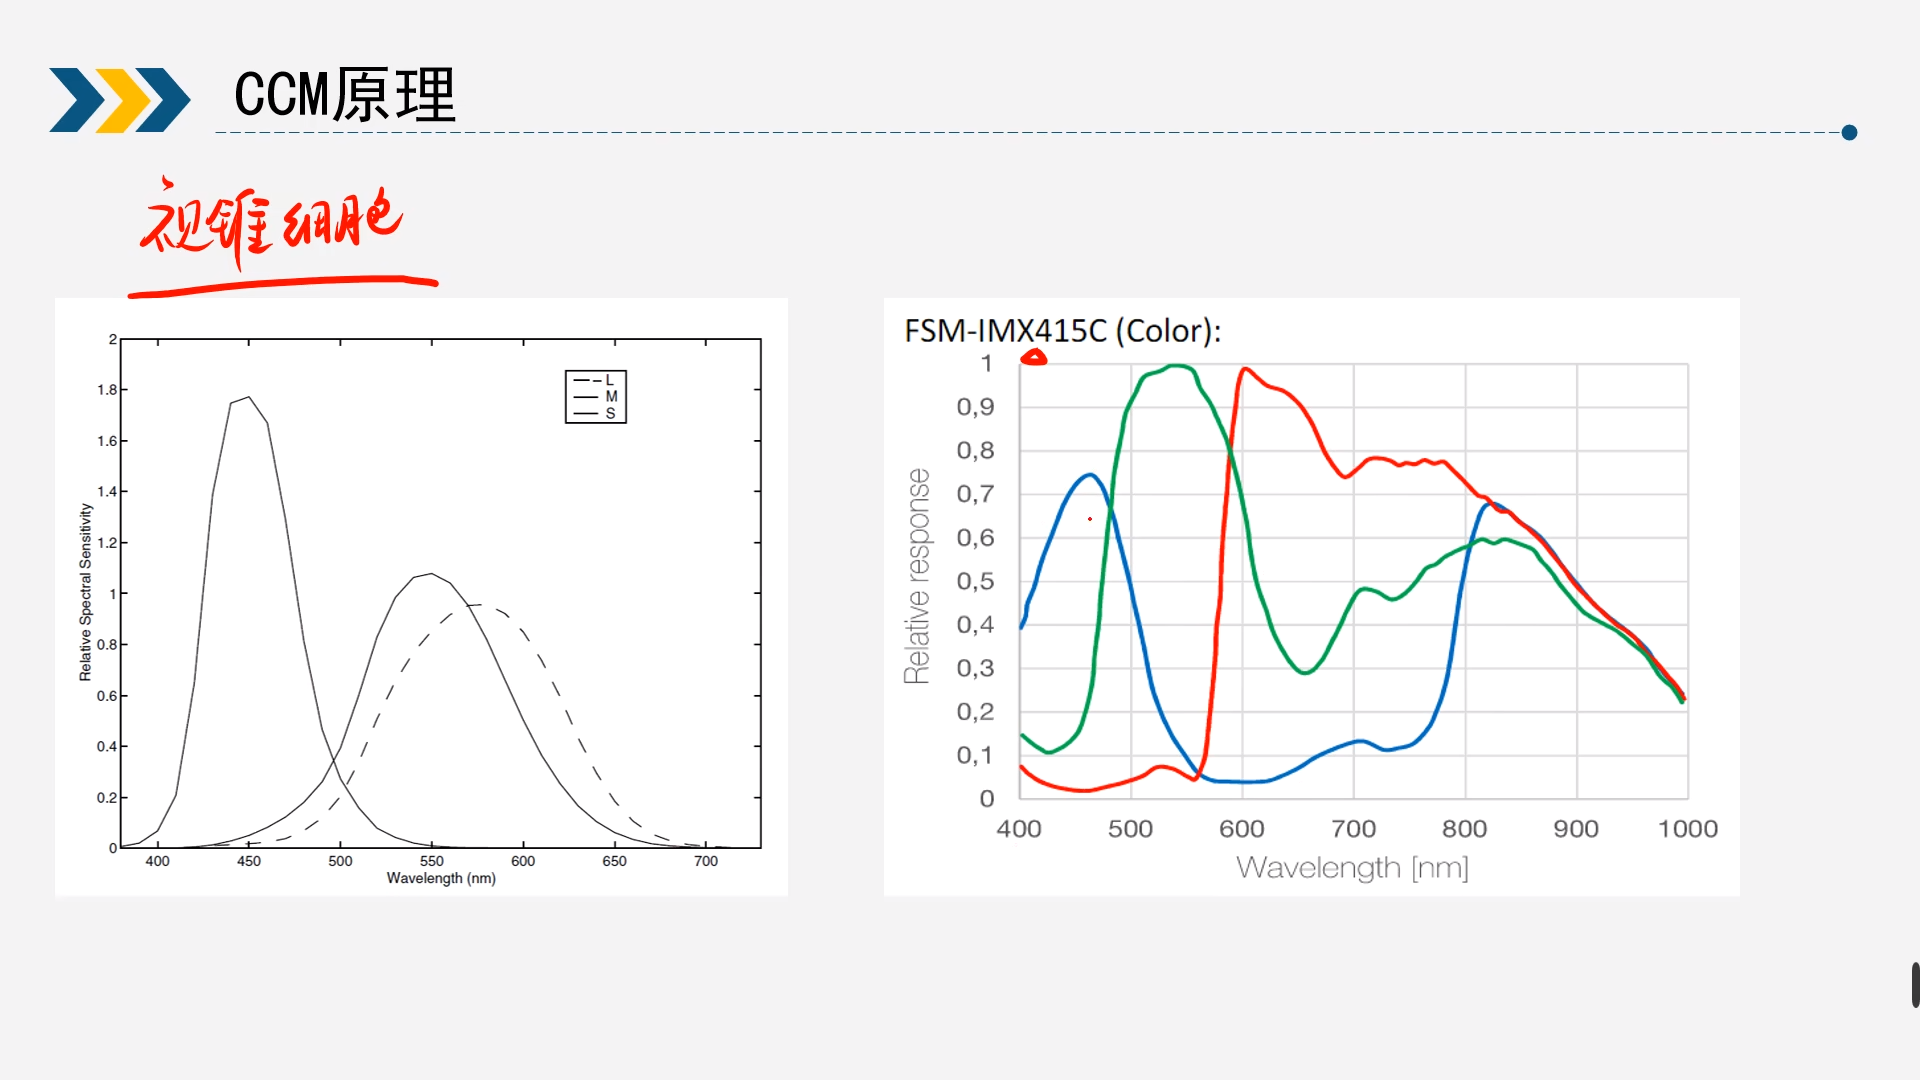 CCM原理
视锥细胞
2
1.8
1.6
1.4
1.2
1
0.8
0.6
0.4
0.2
0
400 450 500 550 600 650 700
Wavelength (nm)
Relative Spectral Sensitivity
L
M
S
FSM-IMX415C (Color):
1
0,9
0,8
0,7
0,6
0,5
0,4
0,3
0,2
0,1
0
400 500 600 700 800 900 1000
Wavelength [nm]
Relative response